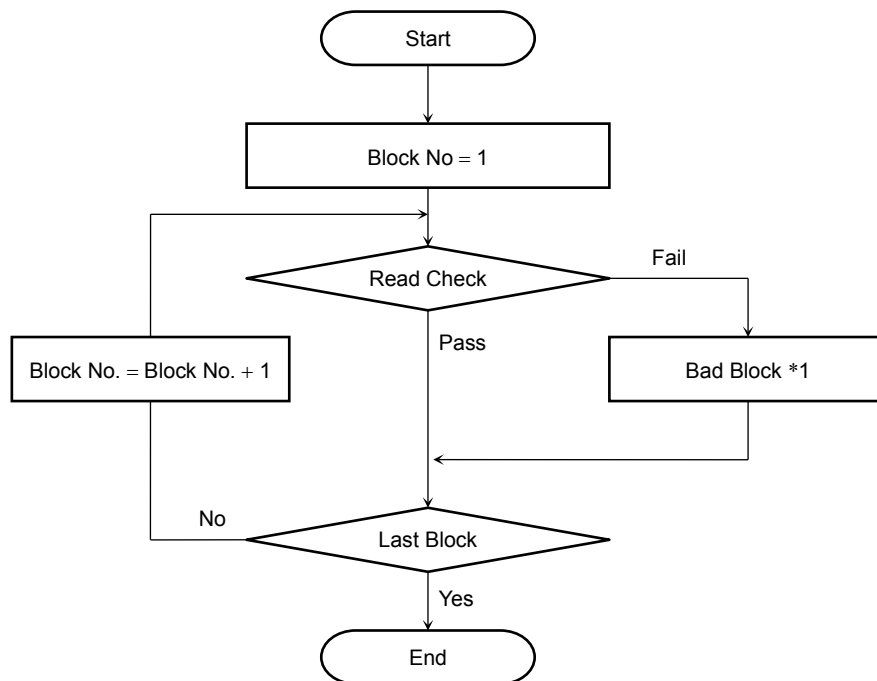 Start
Block No = 1
Read Check
Fail
Pass
Block No. = Block No. + 1
Bad Block *1
No
Last Block
Yes
End